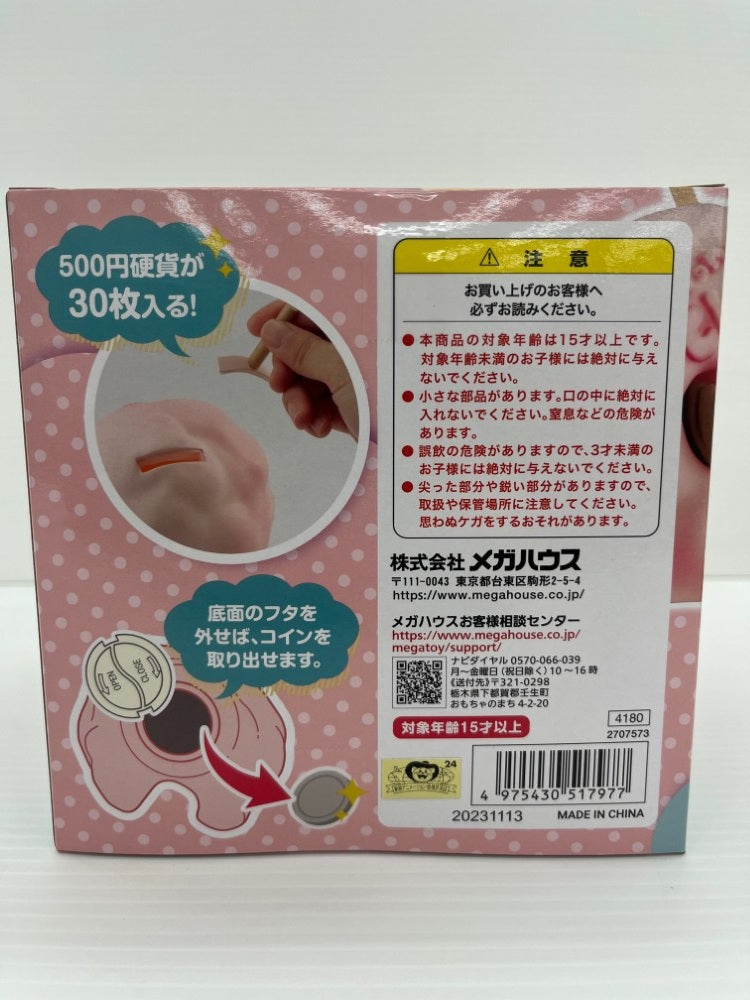 500円硬貨が
30枚入る!
注意
お買い上げのお客様へ
必ずお読みください。
● 本商品の対象年齢は15才以上です。
対象年齢未満のお子様には絶対に与え
ないでください。
● 小さな部品があります。口の中に絶対に
入れないでください。窒息などの危険が
あります。
● 誤飲の危険がありますので、3才未満の
お子様には絶対に与えないでください。
● 尖った部分や鋭い部分がありますので、
取扱や保管場所に注意してください。
思わぬケガをするおそれがあります。
株式会社 メガハウス
〒111-0043 東京都台東区駒形2-5-4
https://www.megahouse.co.jp/
メガハウスお客様相談センター
https://www.megahouse.co.jp/
megatoy/support/
ナビダイヤル 0570-066-039
月〜金曜日(祝日除く)10〜16時
《送付先》〒321-0298
栃木県下都賀郡壬生町
おもちゃのまち4-2-20
対象年齢15才以上
底面のフタを
外せば、コインを
取り出せます。
CLOSE
OPEN
4180
2707573
24
4 975430 517977
20231113 MADE IN CHINA